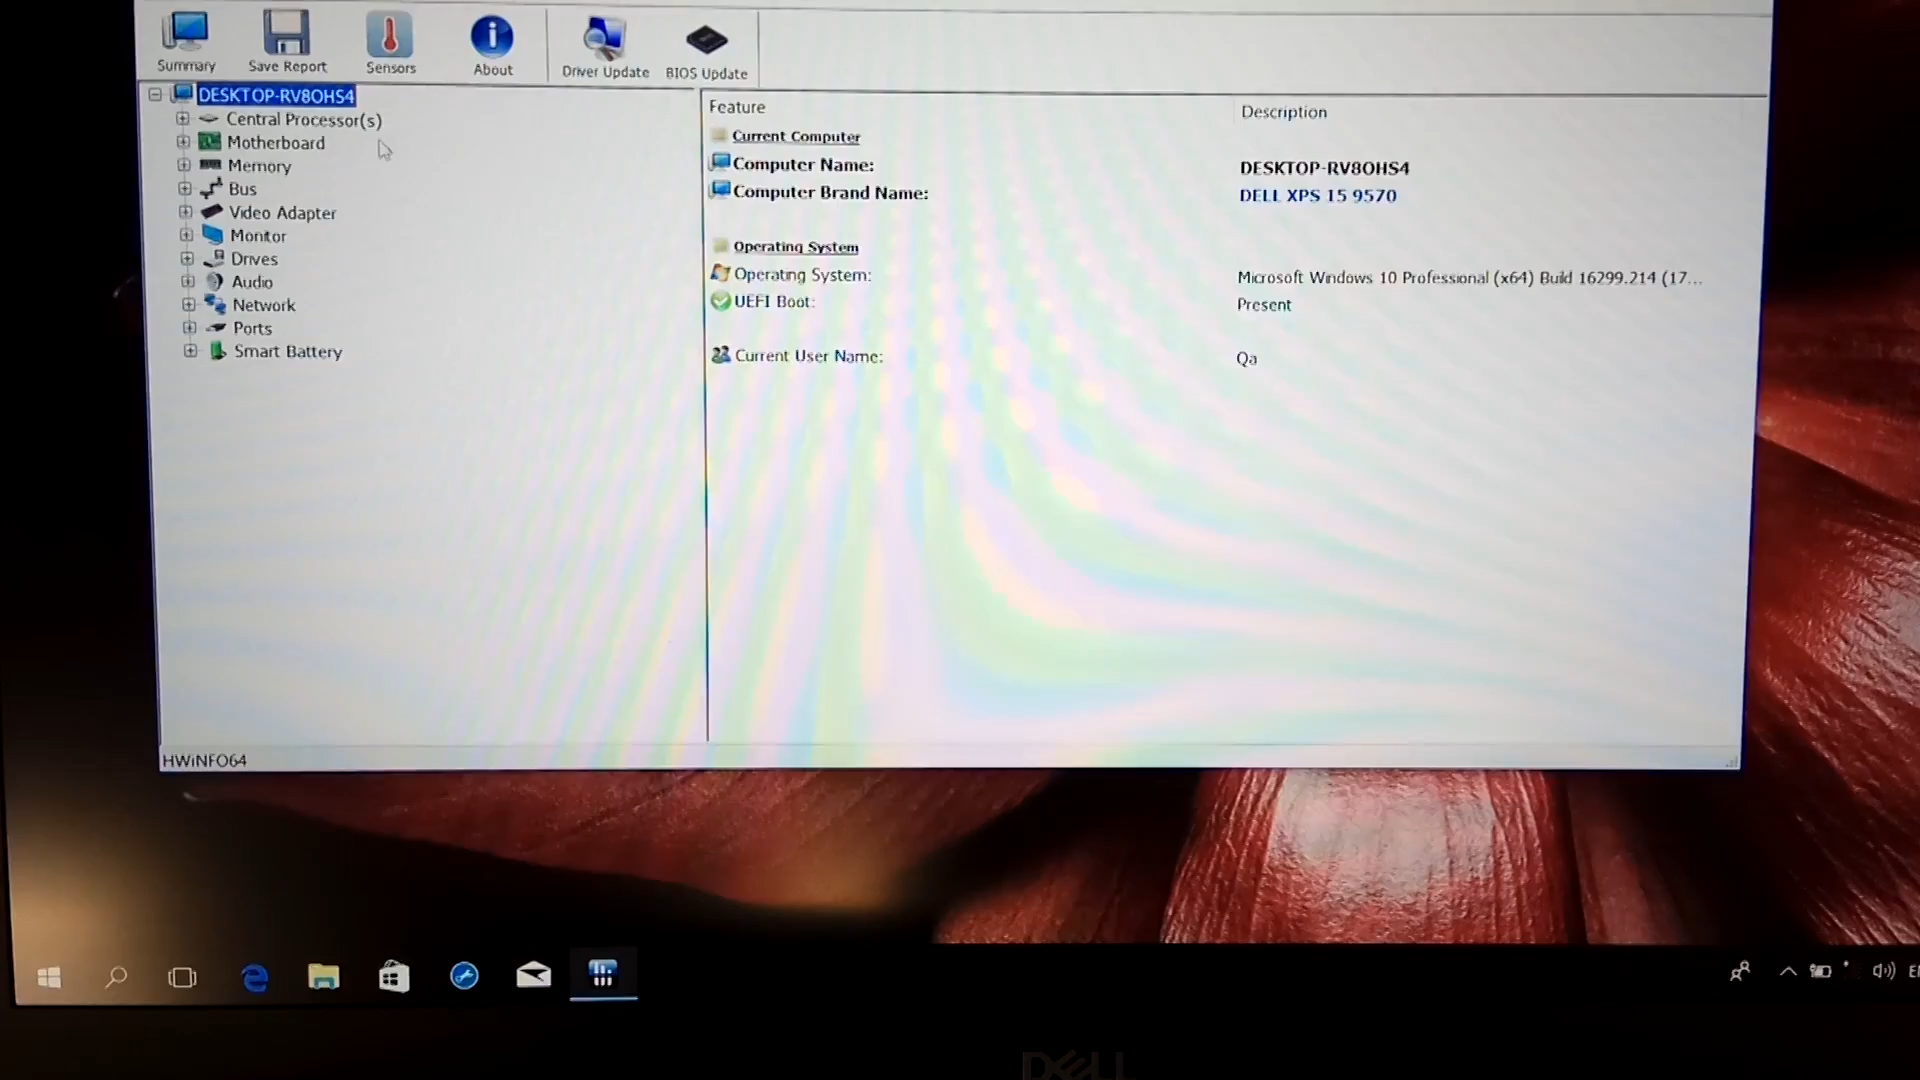 Summary
Save Report
Sensors
About
Driver Update
BIOS Update
DESKTOP-RV8OHS4
Central Processor(s)
Motherboard
Memory
Bus
Video Adapter
Monitor
Drives
Audio
Network
Ports
Smart Battery
Feature Description
Current Computer
Computer Name: DESKTOP-RV8OHS4
Computer Brand Name: DELL XPS 15 9570
Operating System
Operating System: Microsoft Windows 10 Professional (x64) Build 16299.214 (17...
UEFI Boot: Present
Current User Name: Qa
HWiNFO64
DELL